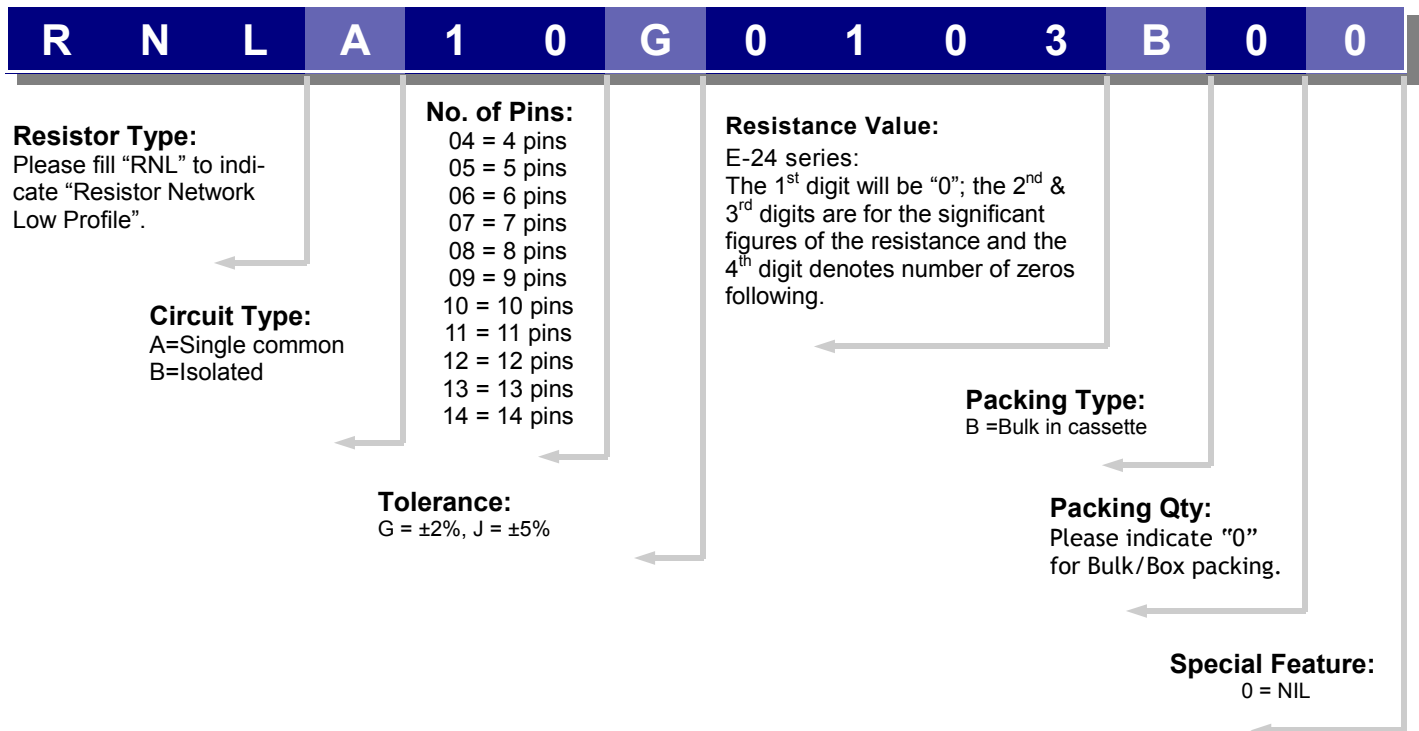 R N L A 1 0 G 0 1 0 3 B 0 0
Resistor Type:
Please fill “RNL” to indi-
cate “Resistor Network
Low Profile”.
Circuit Type:
A=Single common
B=Isolated
No. of Pins:
04 = 4 pins
05 = 5 pins
06 = 6 pins
07 = 7 pins
08 = 8 pins
09 = 9 pins
10 = 10 pins
11 = 11 pins
12 = 12 pins
13 = 13 pins
14 = 14 pins
Tolerance:
G = ±2%, J = ±5%
Resistance Value:
E-24 series:
The 1st digit will be “0”; the 2nd &
3rd digits are for the significant
figures of the resistance and the
4th digit denotes number of zeros
following.
Packing Type:
B =Bulk in cassette
Packing Qty:
Please indicate “0”
for Bulk/Box packing.
Special Feature:
0 = NIL